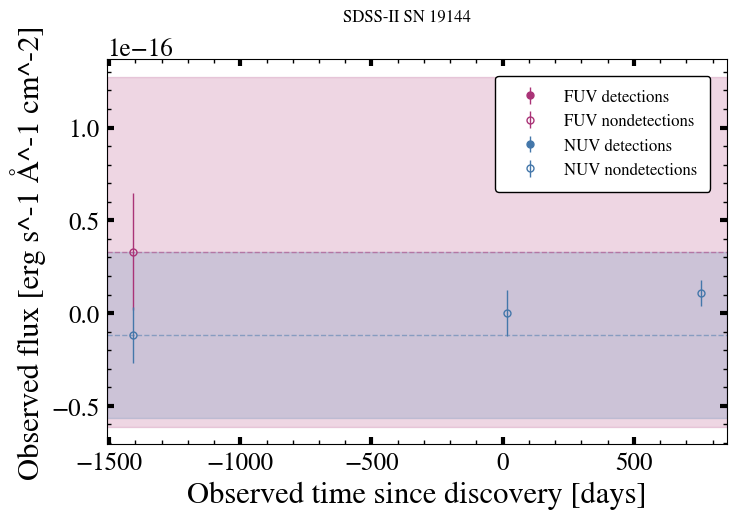 SDSS-II SN 19144
1e−16
Observed flux [erg s^-1 Å^-1 cm^-2]
1.0
0.5
0.0
−0.5
FUV detections
FUV nondetections
NUV detections
NUV nondetections
−1500 −1000 −500 0 500
Observed time since discovery [days]